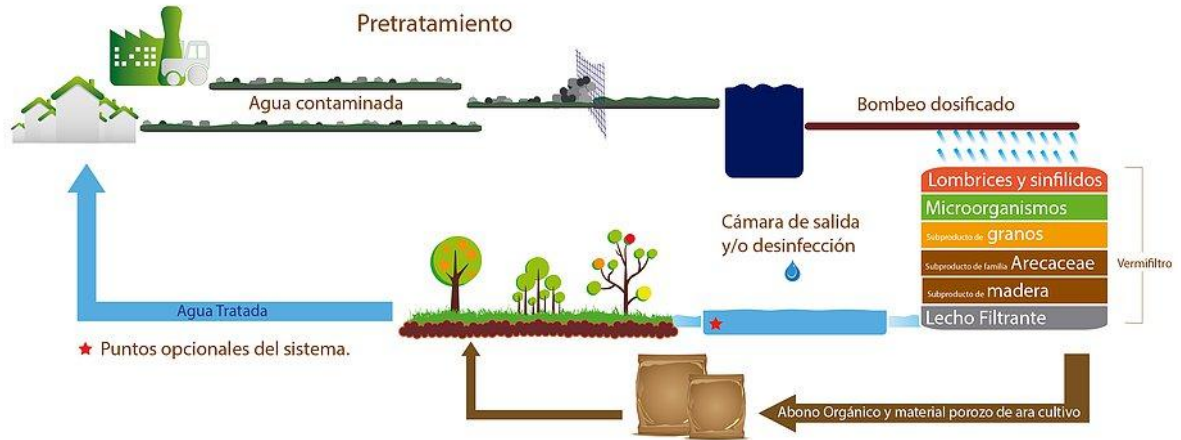 Pretratamiento
Agua contaminada
Bombeo dosificado
Lombrices y sinfilidos
Microorganismos
Subproducto de granos
Subproducto de familia Arecaceae
Subproducto de madera
Lecho Filtrante
Vermifiltro
Cámara de salida
y/o desinfección
Agua Tratada
Puntos opcionales del sistema.
Abono Orgánico y material porozo de ara cultivo